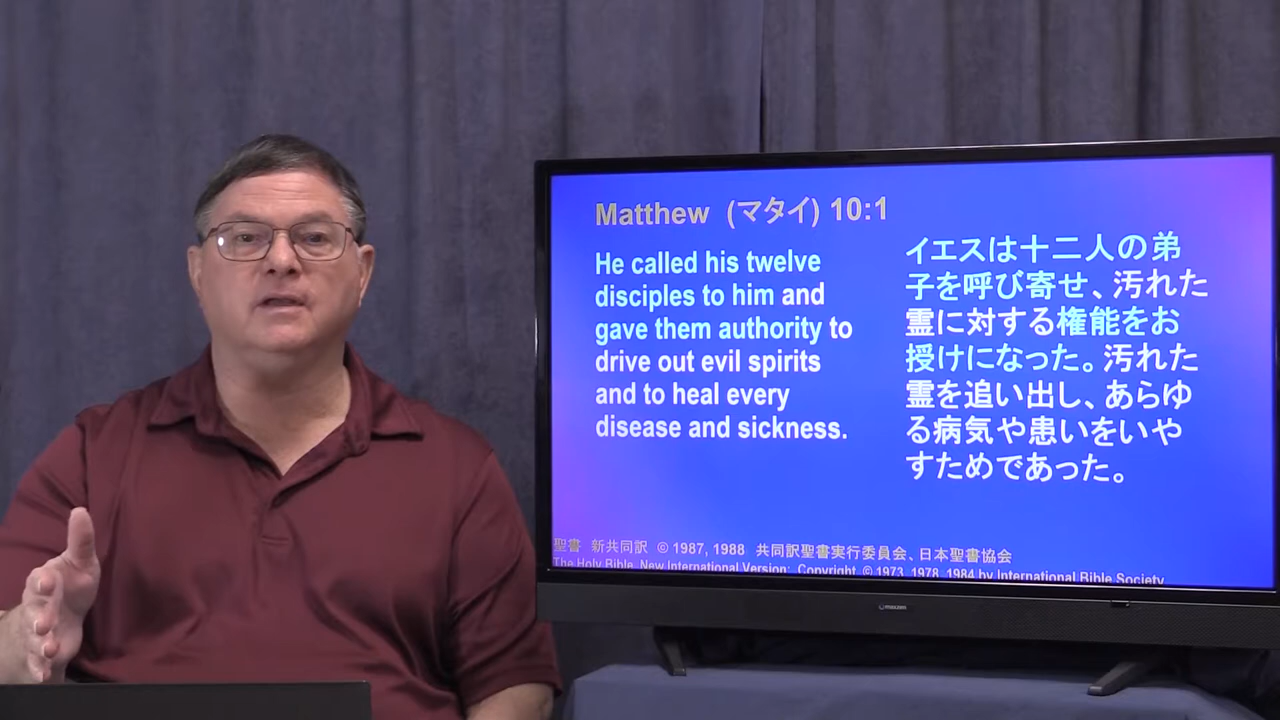 Matthew (マタイ) 10:1
He called his twelve
disciples to him and
gave them authority to
drive out evil spirits
and to heal every
disease and sickness.
イエスは十二人の弟
子を呼び寄せ、汚れた
霊に対する権能をお
授けになった。汚れた
霊を追い出し、あらゆ
る病気や患いをいや
すためであった。
聖書 新共同訳 © 1987, 1988 共同訳聖書実行委員会、日本聖書協会
The Holy Bible, New International Version; Copyright, © 1973, 1978, 1984 by International Bible Society
maxzen